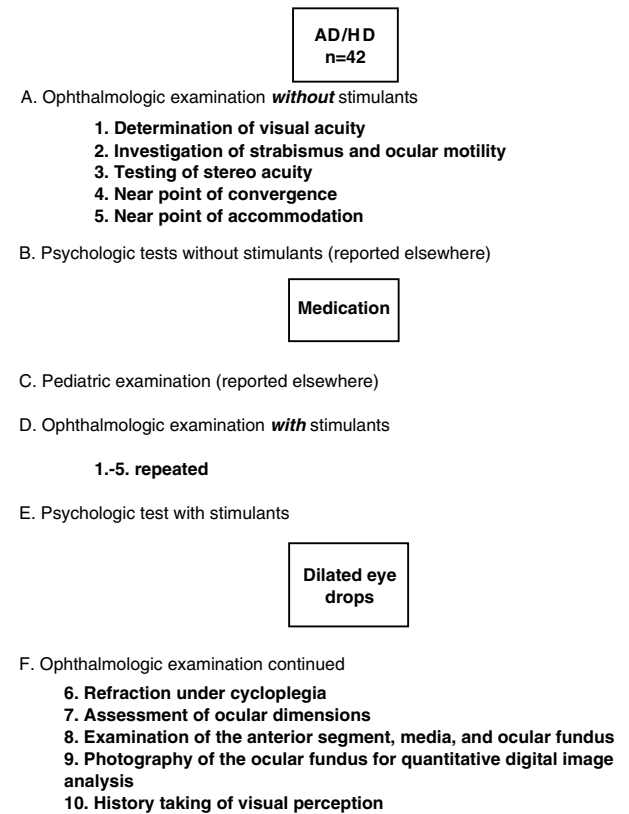 AD/HD
n=42
A. Ophthalmologic examination without stimulants
1. Determination of visual acuity
2. Investigation of strabismus and ocular motility
3. Testing of stereo acuity
4. Near point of convergence
5. Near point of accommodation
B. Psychologic tests without stimulants (reported elsewhere)
Medication
C. Pediatric examination (reported elsewhere)
D. Ophthalmologic examination with stimulants
1.-5. repeated
E. Psychologic test with stimulants
Dilated eye
drops
F. Ophthalmologic examination continued
6. Refraction under cycloplegia
7. Assessment of ocular dimensions
8. Examination of the anterior segment, media, and ocular fundus
9. Photography of the ocular fundus for quantitative digital image
analysis
10. History taking of visual perception